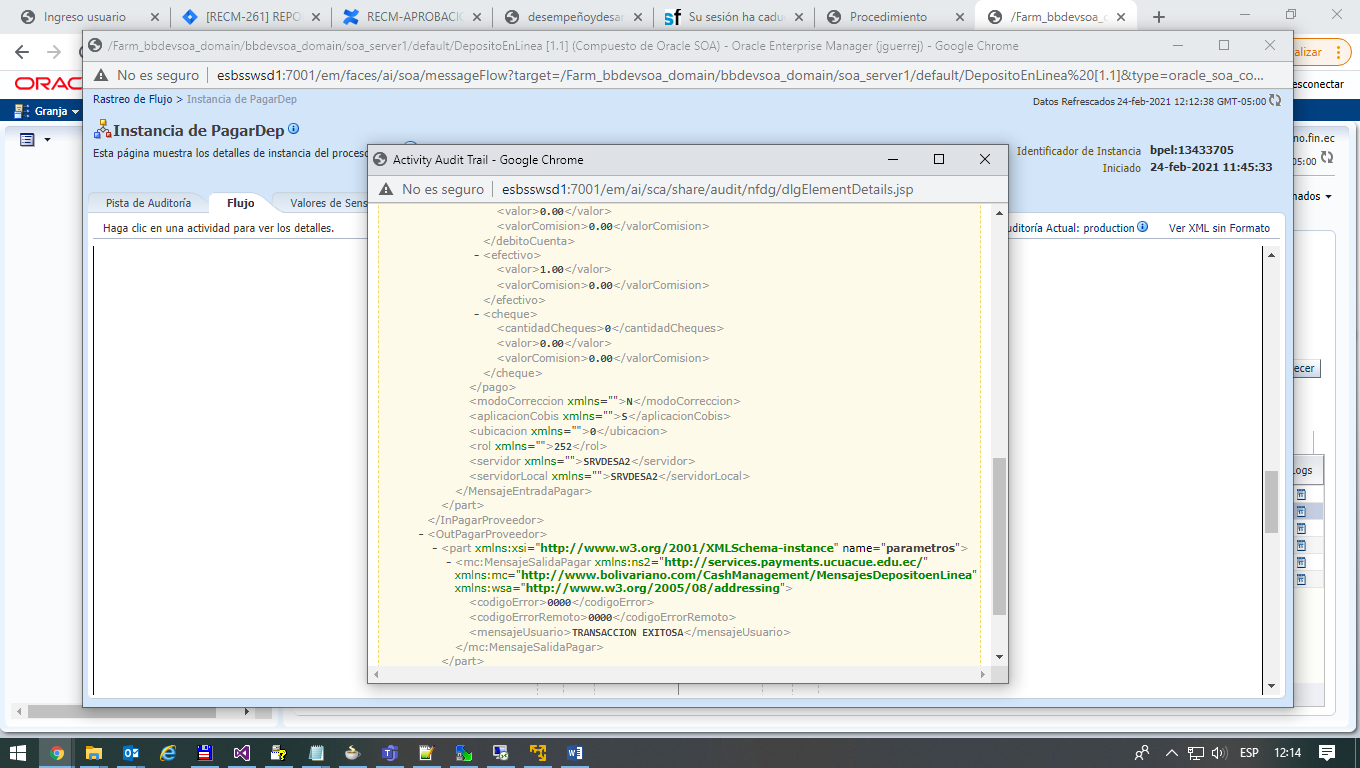 Ingreso usuario
[RECM-261] REPO
RECM-APROBACIO
desempeñoydesar
Su sesión ha cadu
Procedimiento
/Farm_bbdevsoa_d
/Farm_bbdevsoa_domain/bbdevsoa_domain/soa_server1/default/DepositoEnLinea [1.1] (Compuesto de Oracle SOA) - Oracle Enterprise Manager (jguerrej) - Google Chrome
alizar
No es seguro
esbsswsd1:7001/em/faces/ai/soa/messageFlow?target=/Farm_bbdevsoa_domain/bbdevsoa_domain/soa_server1/default/DepositoEnLinea%20[1.1]&type=oracle_soa_co...
ORAC
esconectar
Rastreo de Flujo > Instancia de PagarDep
Datos Refrescados 24-feb-2021 12:12:38 GMT-05:00
Granja
Instancia de PagarDep
no.fin.ec
Esta página muestra los detalles de instancia del proceso
Identificador de Instancia bpel:13433705
05:00
Iniciado 24-feb-2021 11:45:33
Activity Audit Trail - Google Chrome
No es seguro
esbsswsd1:7001/em/ai/sca/share/audit/nfdg/dlgElementDetails.jsp
Pista de Auditoría
Flujo
Valores de Sens
nados
Haga clic en una actividad para ver los detalles.
uditoría Actual: production
Ver XML sin Formato
<valor>0.00</valor>
<valorComision>0.00</valorComision>
</debitoCuenta>
- <efectivo>
<valor>1.00</valor>
<valorComision>0.00</valorComision>
</efectivo>
- <cheque>
<cantidadCheques>0</cantidadCheques>
<valor>0.00</valor>
<valorComision>0.00</valorComision>
</cheque>
ecer
</pago>
<modoCorreccion xmlns="">N</modoCorreccion>
<aplicacionCobis xmlns="">S</aplicacionCobis>
<ubicacion xmlns="">0</ubicacion>
<rol xmlns="">252</rol>
<servidor xmlns="">SRVDESA2</servidor>
<servidorLocal xmlns="">SRVDESA2</servidorLocal>
Logs
</MensajeEntradaPagar>
</part>
</InPagarProveedor>
- <OutPagarProveedor>
- <part xmlns:xsi="http://www.w3.org/2001/XMLSchema-instance" name="parametros">
- <mc:MensajeSalidaPagar xmlns:ns2="http://services.payments.ucuacue.edu.ec/"
xmlns:mc="http://www.bolivariano.com/CashManagement/MensajesDepositoenLinea"
xmlns:wsa="http://www.w3.org/2005/08/addressing">
<codigoError>0000</codigoError>
<codigoErrorRemoto>0000</codigoErrorRemoto>
<mensajeUsuario>TRANSACCION EXITOSA</mensajeUsuario>
</mc:MensajeSalidaPagar>
</part>
ESP
12:14